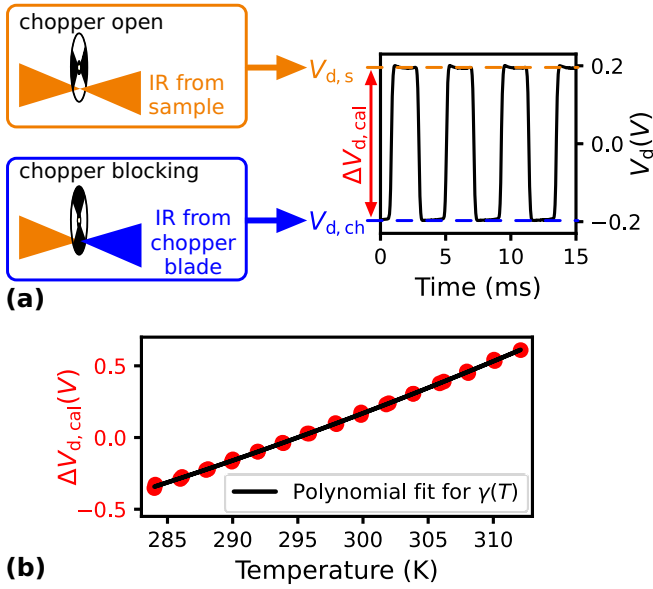 chopper open
IR from
sample
V_d,s
chopper blocking
IR from
chopper
blade
V_d,ch
ΔV_d,cal
0.2
0.0
−0.2
V_d(V)
0
5
10
15
Time (ms)
(a)
0.5
0.0
−0.5
ΔV_d,cal(V)
Polynomial fit for γ(T)
285
290
295
300
305
310
Temperature (K)
(b)